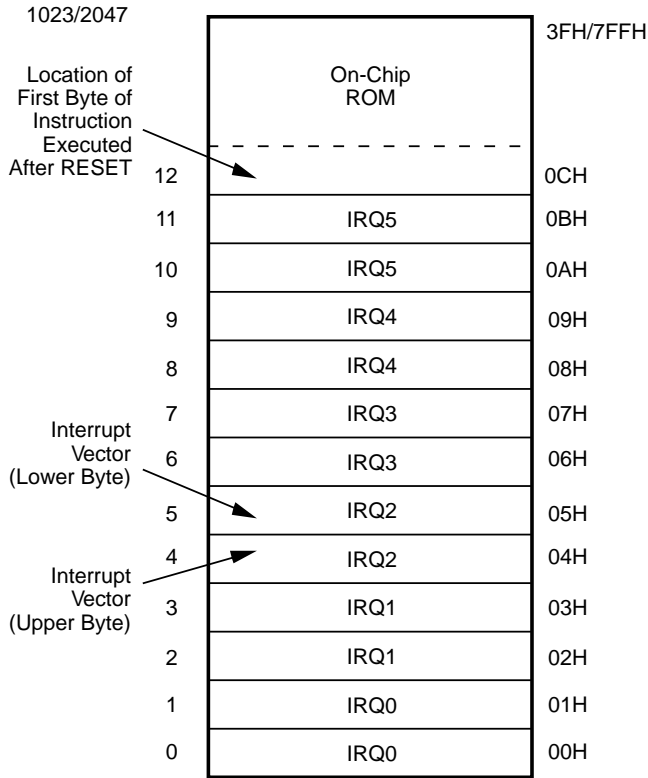 1023/2047
3FH/7FFH
Location of
First Byte of
Instruction
Executed
After RESET
On-Chip
ROM
12
0CH
11
IRQ5
0BH
10
IRQ5
0AH
9
IRQ4
09H
8
IRQ4
08H
7
IRQ3
07H
Interrupt
Vector
(Lower Byte)
6
IRQ3
06H
5
IRQ2
05H
4
IRQ2
04H
Interrupt
Vector
(Upper Byte)
3
IRQ1
03H
2
IRQ1
02H
1
IRQ0
01H
0
IRQ0
00H